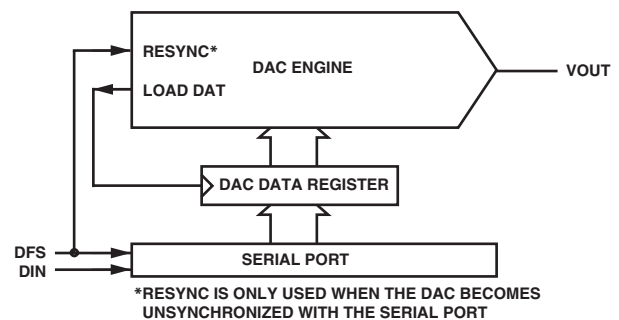 RESYNC*
DAC ENGINE
VOUT
LOAD DAT
DAC DATA REGISTER
DFS
SERIAL PORT
DIN
*RESYNC IS ONLY USED WHEN THE DAC BECOMES
UNSYNCHRONIZED WITH THE SERIAL PORT